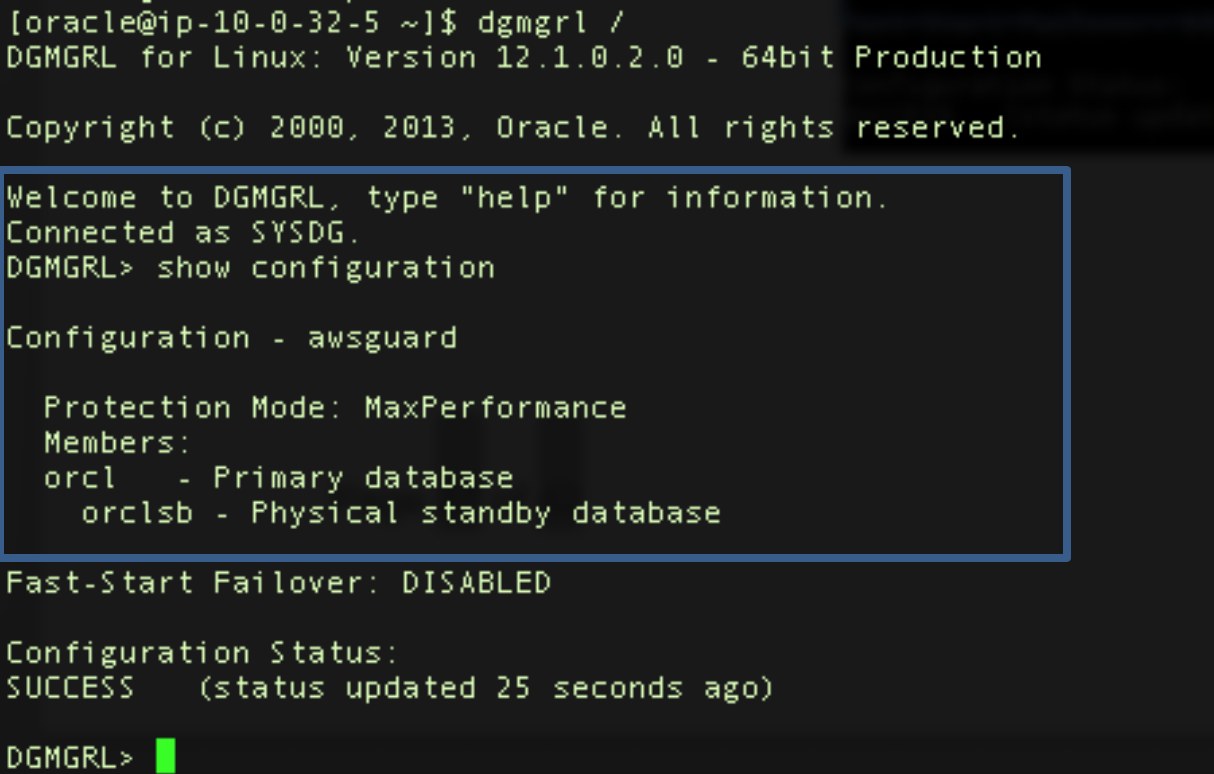 [oracle@ip-10-0-32-5 ~]$ dgmgrl /
DGMGRL for Linux: Version 12.1.0.2.0 - 64bit Production
Copyright (c) 2000, 2013, Oracle. All rights reserved.
Welcome to DGMGRL, type "help" for information.
Connected as SYSDG.
DGMGRL> show configuration
Configuration - awsguard
Protection Mode: MaxPerformance
Members:
orcl - Primary database
orclsb - Physical standby database
Fast-Start Failover: DISABLED
Configuration Status:
SUCCESS (status updated 25 seconds ago)
DGMGRL>